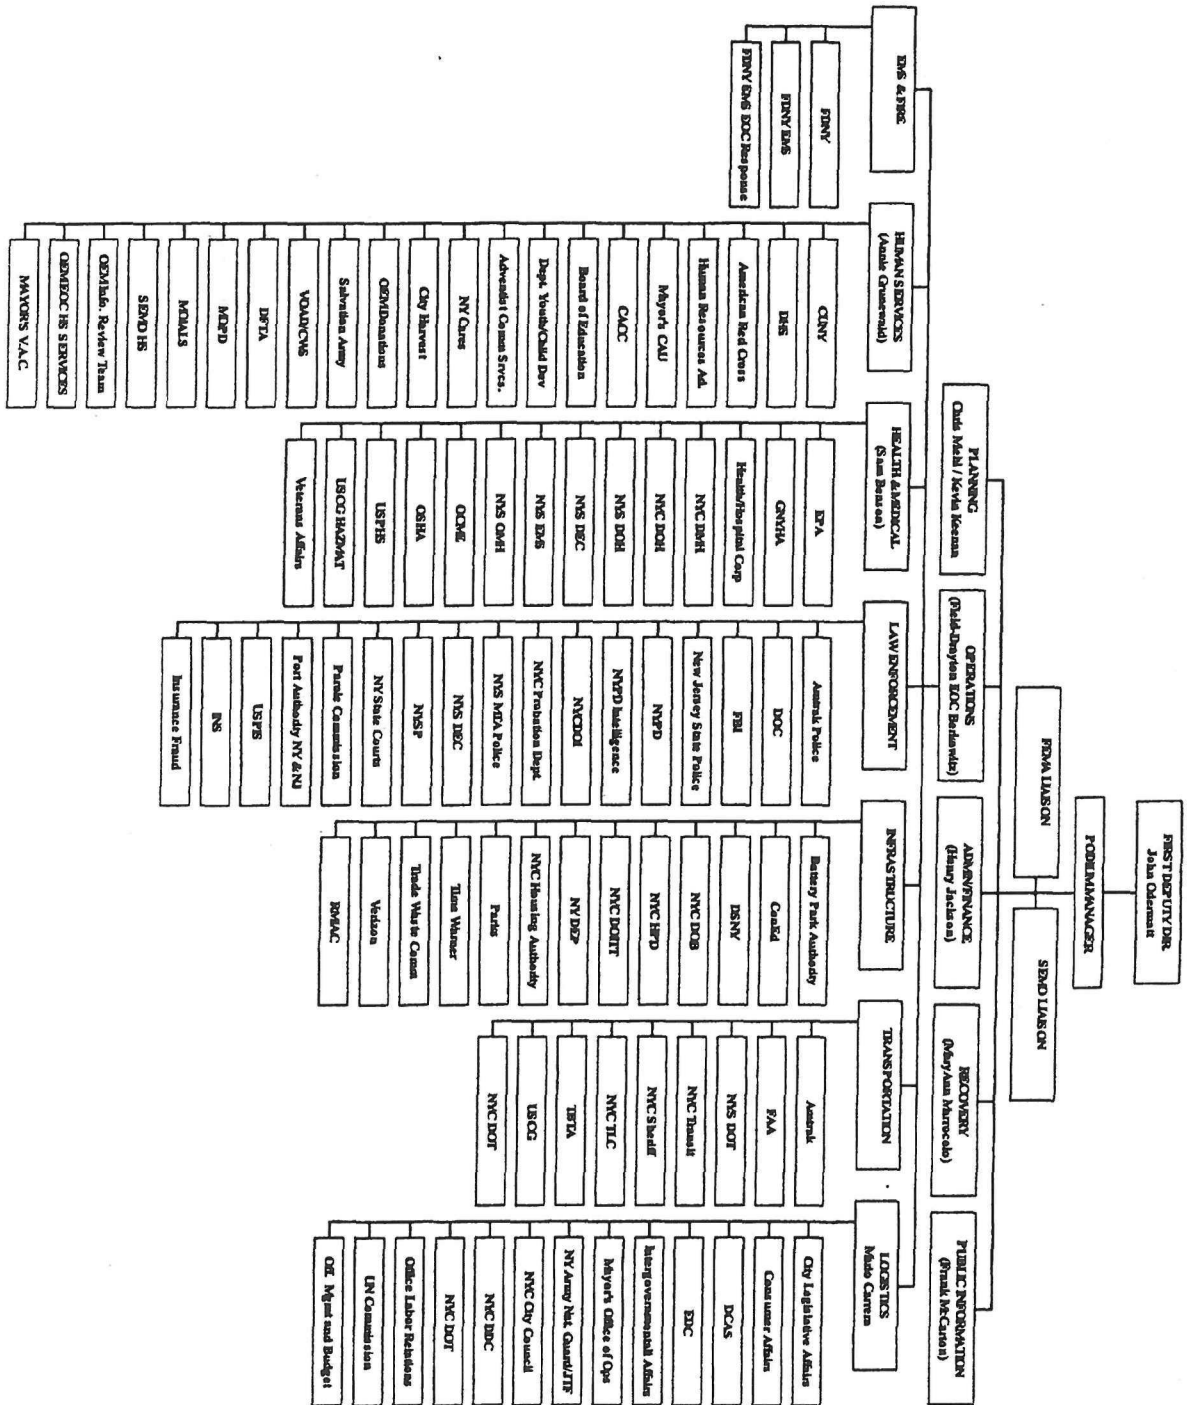 FIRST DEPUTY DIR
John Odermatt
PODIUM MANAGER
FEMA LIAISON
SEMO LIAISON
PLANNING
Chris Mehl / Kevin Keenan
OPERATIONS
(Field-Drayton EOC Berkowitz)
ADMIN/FINANCE
(Henry Jackson)
RECOVERY
(MaryAnn Marrocolo)
PUBLIC INFORMATION
(Frank McCarton)
EMS & FIRE
FDNY
FDNY EMS
FDNY EMS EOC Response
HUMAN SERVICES
(Annie Grunewald)
CUNY
DHS
American Red Cross
Human Resources Ad.
Mayor's CAU
CACC
Board of Education
Dept. Youth/Child Dev
Adventist Comm Srvcs.
NY Cares
City Harvest
OEM Donations
Salvation Army
VOAD/CWS
DFTA
MOPD
MOIALS
SEMO HS
OEM Info. Review Team
OEM EOC HS SERVICES
MAYOR'S V.A.C.
HEALTH & MEDICAL
(Sam Benson)
EPA
GNYHA
Health/Hospital Corp
NYC DMH
NYC DOH
NYS DOH
NYS DEC
NYS EMS
NYS OMH
OCME
OSHA
USPHS
USCG HAZMAT
Veterans Affairs
LAW ENFORCEMENT
Amtrak Police
DOC
FBI
New Jersey State Police
NYPD
NYPD Intelligence
NYCDOI
NYC Probation Dept.
NYS MTA Police
NYS DEC
NYSP
NY State Courts
Parole Commission
Port Authority NY & NJ
USPIS
INS
Insurance Fraud
INFRASTRUCTURE
Battery Park Authority
ConEd
DSNY
NYC DOB
NYC HPD
NYC DOITT
NY DEP
NYC Housing Authority
Parks
Time Warner
Trade Waste Comm
Verizon
TRANSPORTATION
Amtrak
FAA
NYS DOT
NYC Transit
NYC Sheriff
NYC TLC
TBTA
USCG
NYC DOT
LOGISTICS
City Legislative Affairs
Consumer Affairs
DCAS
EDC
Intergovernmentall Affairs
Mayor's Office of Ops
NY Army Nat. Guard/JTF
NYC City Council
NYC DDC
NYC DOT
Office Labor Relations
UN Commission
Off. Mgmt and Budget